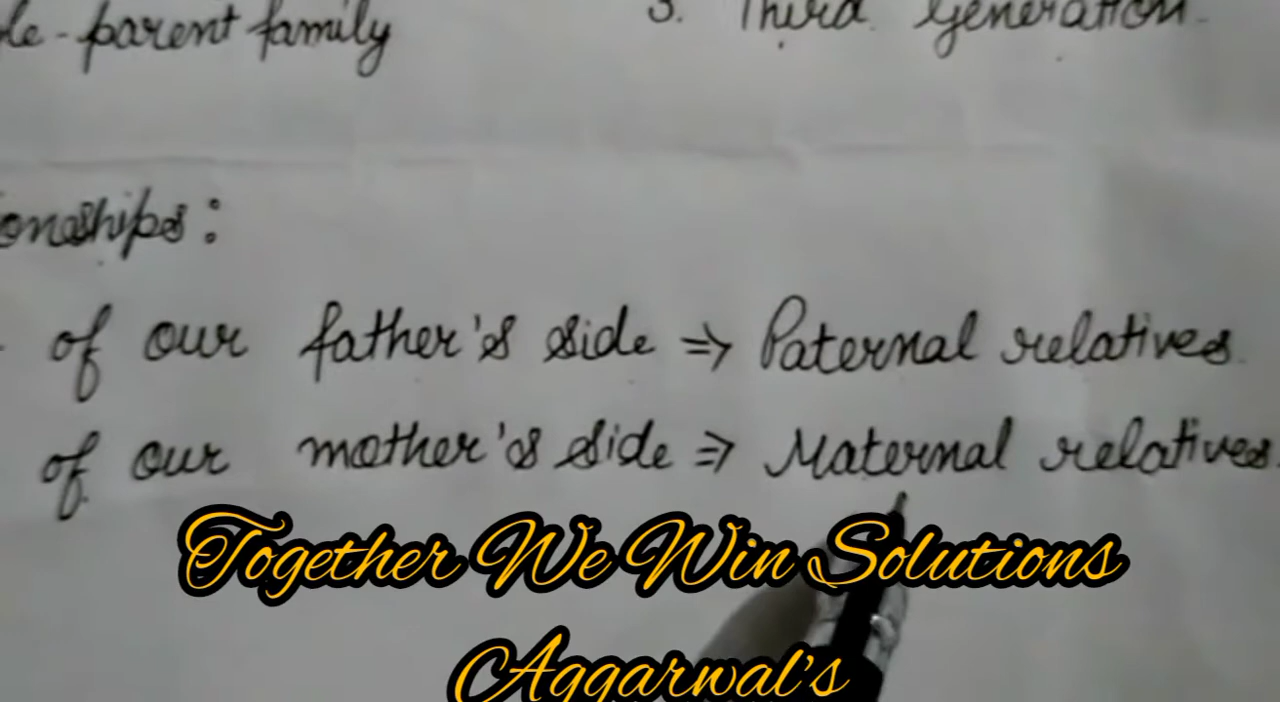 le-parent family 3. Third Generation
onships:
of our father's side ⇒ Paternal relatives
of our mother's side ⇒ Maternal relatives.
Together We Win Solutions
Aggarwal's